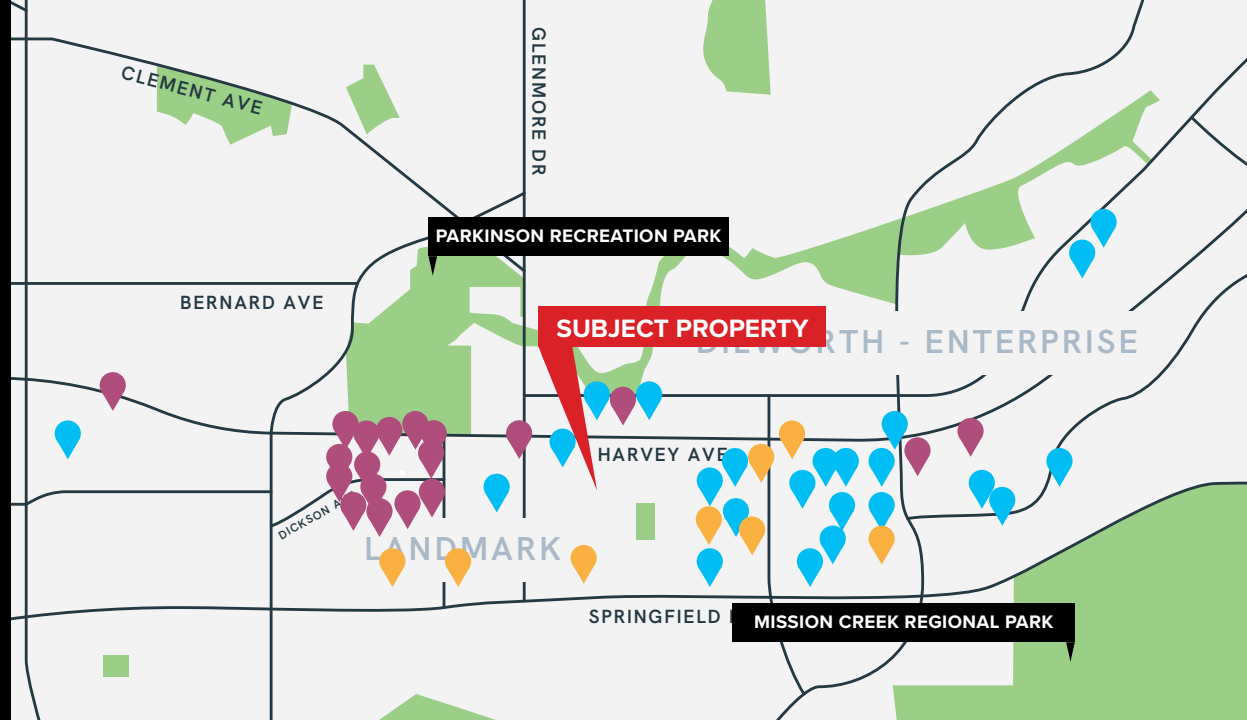 CLEMENT AVE
GLENMORE DR
PARKINSON RECREATION PARK
BERNARD AVE
SUBJECT PROPERTY
DILWORTH - ENTERPRISE
HARVEY AVE
DICKSON A
LANDMARK
SPRINGFIELD
MISSION CREEK REGIONAL PARK